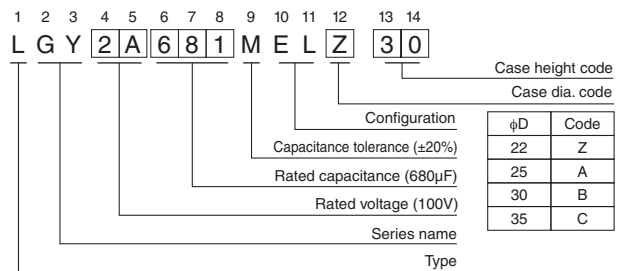 1 2 3 4 5 6 7 8 9 10 11 12 13 14
L G Y 2 A 6 8 1 M E L Z 3 0
Case height code
Case dia. code
Configuration
Capacitance tolerance (±20%)
Rated capacitance (680µF)
Rated voltage (100V)
Series name
Type
ϕD Code
22 Z
25 A
30 B
35 C